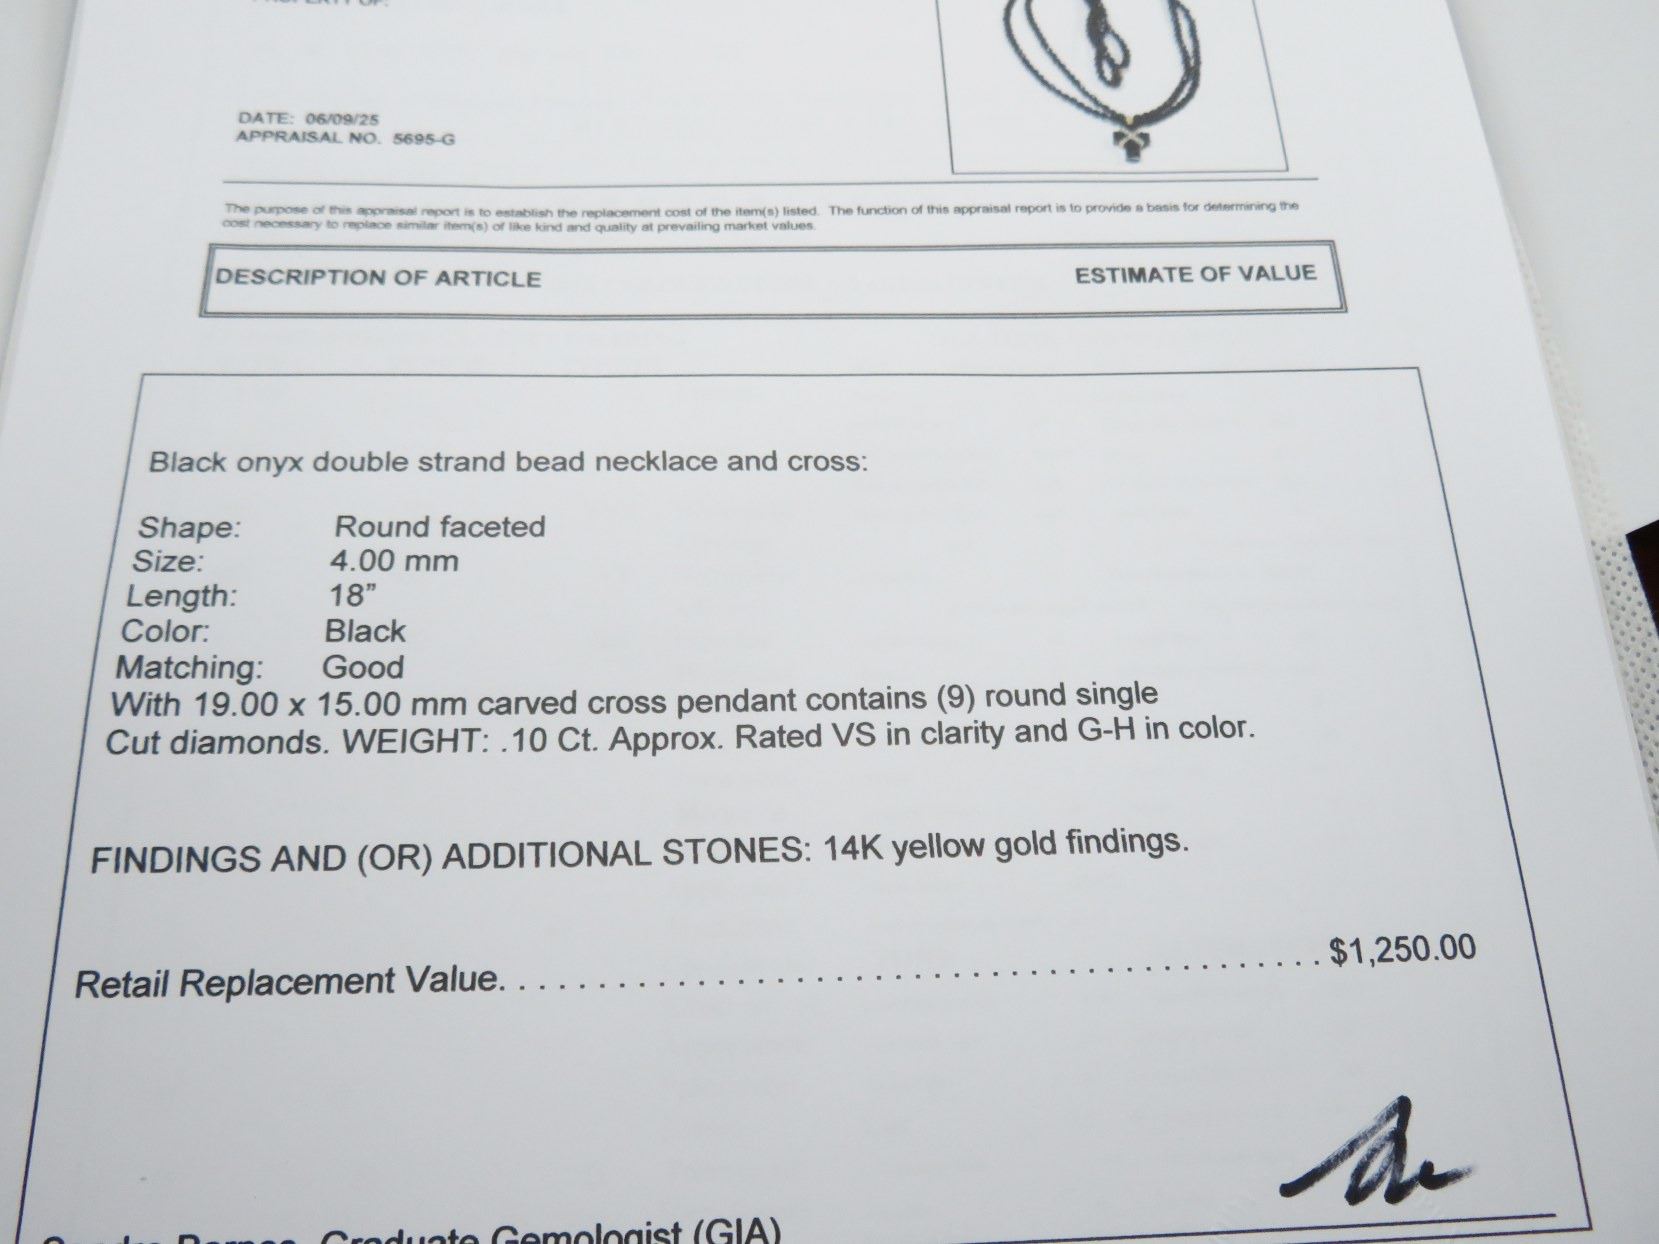 PROPERTY OF:
DATE: 06/09/25
APPRAISAL NO. 5695-G
The purpose of this appraisal report is to establish the replacement cost of the item(s) listed. The function of this appraisal report is to provide a basis for determining the
cost necessary to replace similar item(s) of like kind and quality at prevailing market values.
DESCRIPTION OF ARTICLE ESTIMATE OF VALUE
Black onyx double strand bead necklace and cross:
Shape: Round faceted
Size: 4.00 mm
Length: 18”
Color: Black
Matching: Good
With 19.00 x 15.00 mm carved cross pendant contains (9) round single
Cut diamonds. WEIGHT: .10 Ct. Approx. Rated VS in clarity and G-H in color.
FINDINGS AND (OR) ADDITIONAL STONES: 14K yellow gold findings.
Retail Replacement Value. . . . . . . . . . . . . . . . . . . . . . . . . . . . . . . . . . . . . . . . $1,250.00
Graduate Gemologist (GIA)